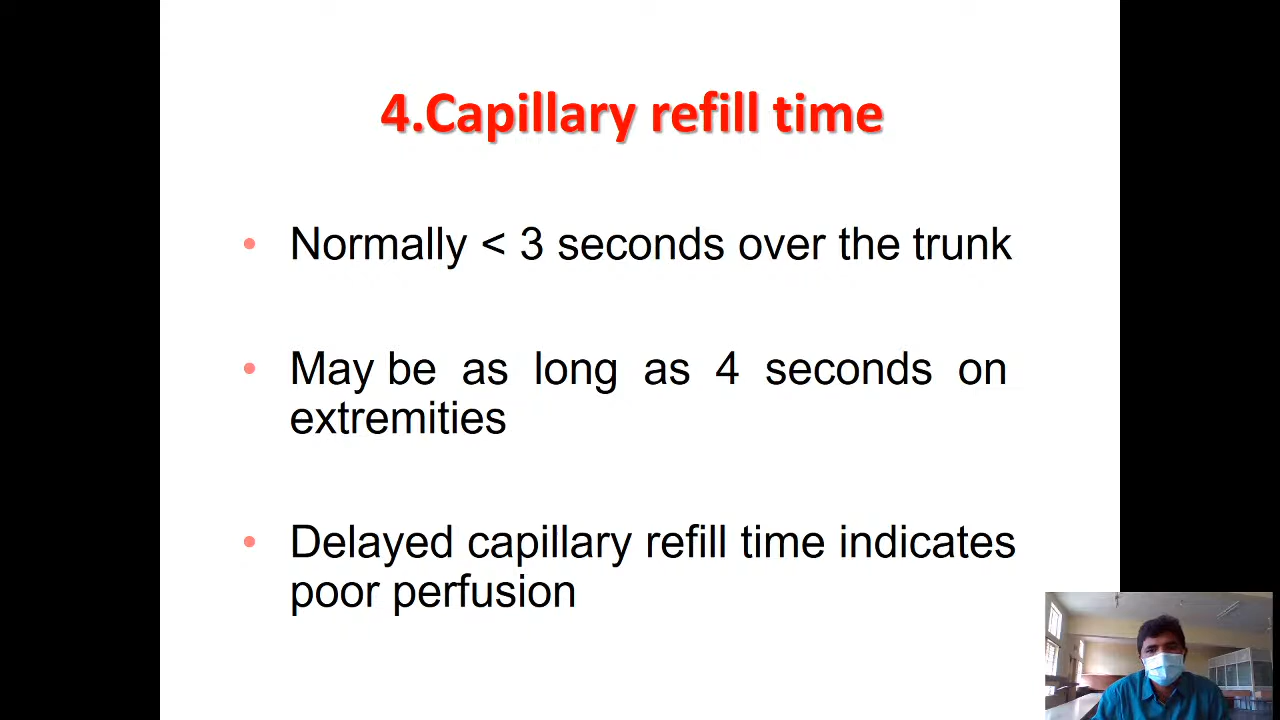 4.Capillary refill time
• Normally < 3 seconds over the trunk
• May be as long as 4 seconds on
extremities
• Delayed capillary refill time indicates
poor perfusion